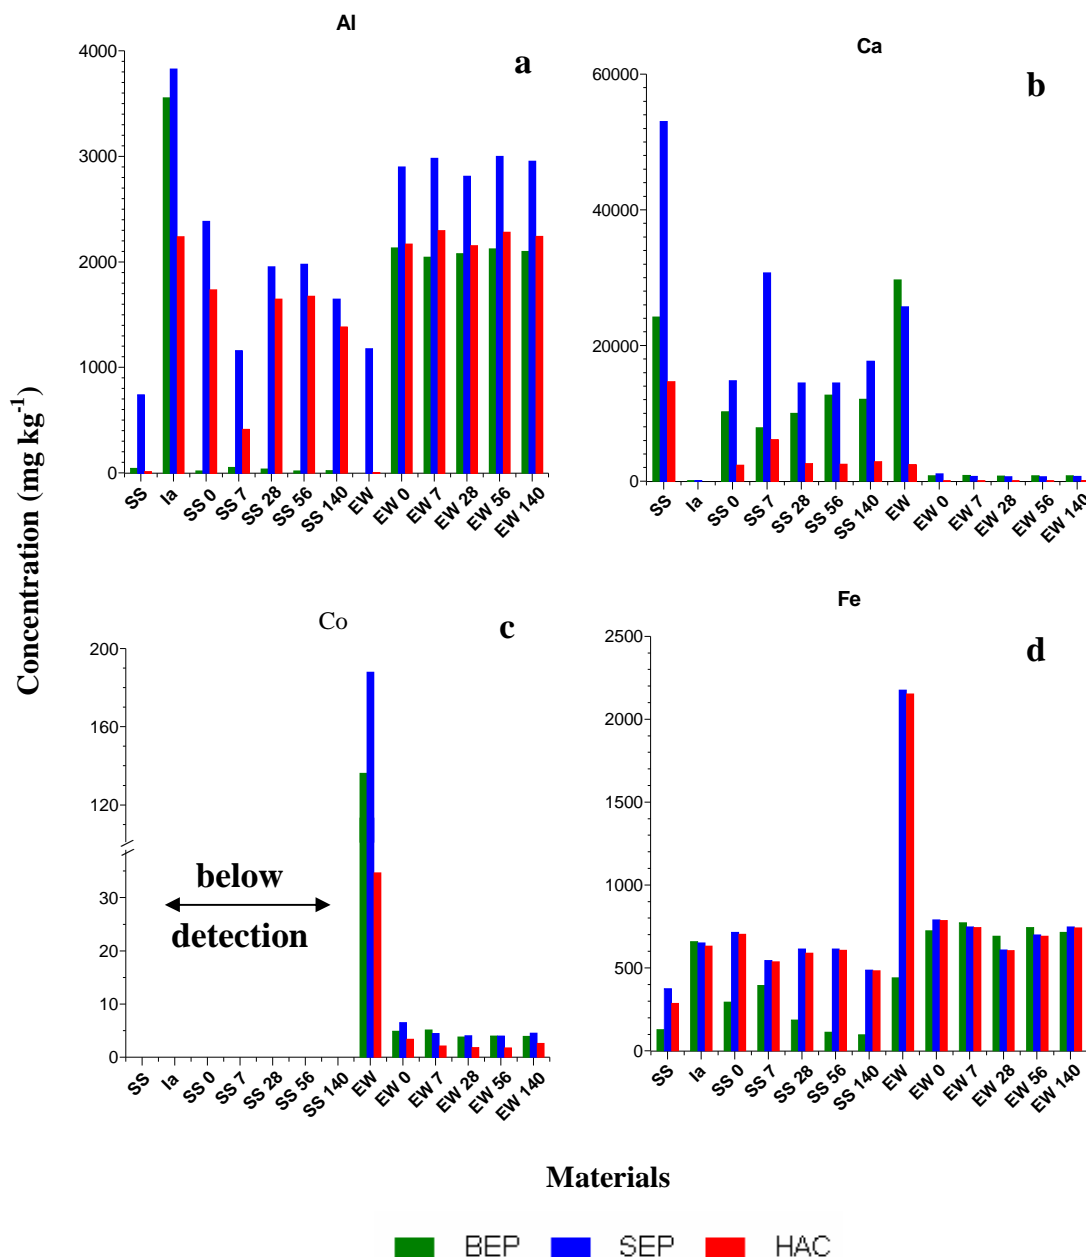 Al
a
4000
3000
2000
1000
0
SS Ia SS 0 SS 7 SS 28 SS 56 SS 140 EW EW 0 EW 7 EW 28 EW 56 EW 140
Ca
b
60000
40000
20000
0
SS Ia SS 0 SS 7 SS 28 SS 56 SS 140 EW EW 0 EW 7 EW 28 EW 56 EW 140
Concentration (mg kg⁻¹)
Co
c
200
160
120
30
20
10
0
below
detection
SS Ia SS 0 SS 7 SS 28 SS 56 SS 140 EW EW 0 EW 7 EW 28 EW 56 EW 140
Fe
d
2500
2000
1500
1000
500
0
SS Ia SS 0 SS 7 SS 28 SS 56 SS 140 EW EW 0 EW 7 EW 28 EW 56 EW 140
Materials
BEP SEP HAC